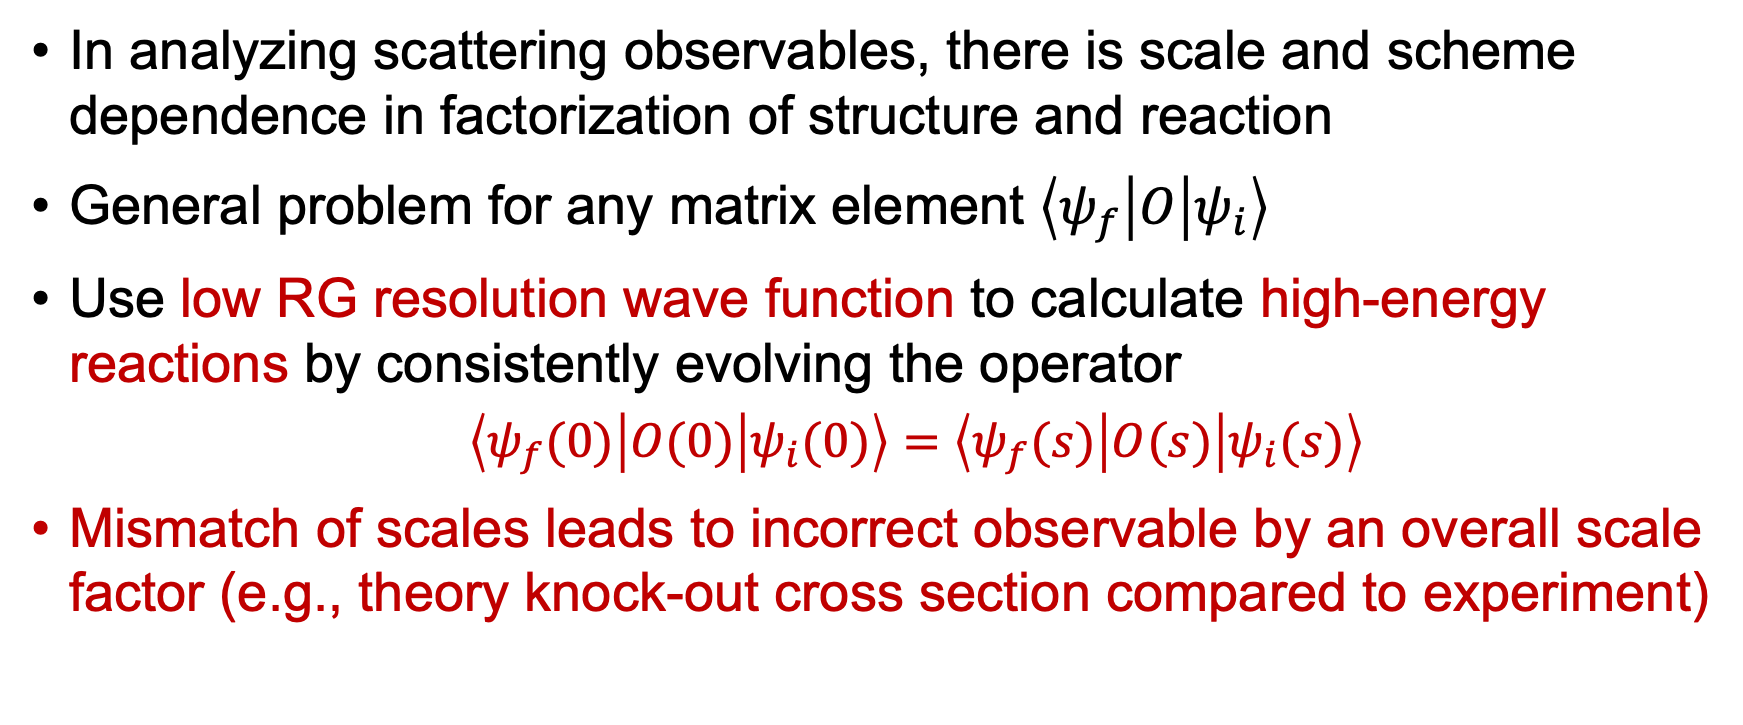 • In analyzing scattering observables, there is scale and scheme
dependence in factorization of structure and reaction
• General problem for any matrix element ⟨ψ_f|O|ψ_i⟩
• Use low RG resolution wave function to calculate high-energy
reactions by consistently evolving the operator
⟨ψ_f(0)|O(0)|ψ_i(0)⟩ = ⟨ψ_f(s)|O(s)|ψ_i(s)⟩
• Mismatch of scales leads to incorrect observable by an overall scale
factor (e.g., theory knock-out cross section compared to experiment)